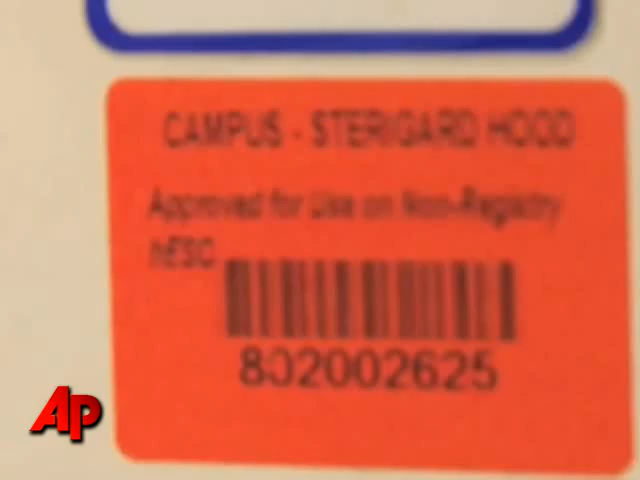 CAMPUS - STERIGARD HOOD
Approved for Use on Non-Registry
hESC
802002625
AP